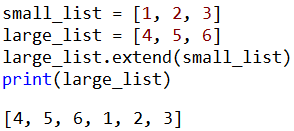 small_list = [1, 2, 3]
large_list = [4, 5, 6]
large_list.extend(small_list)
print(large_list)
[4, 5, 6, 1, 2, 3]